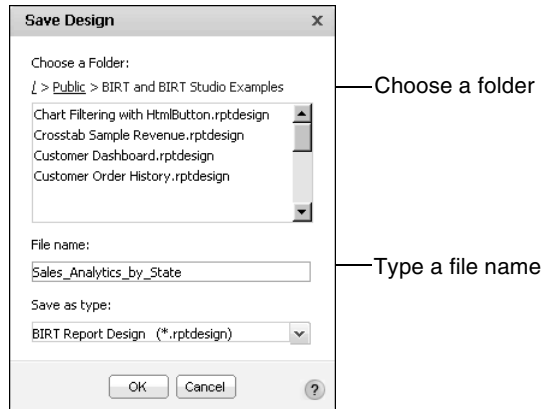 Save Design x
Choose a Folder:
/ > Public > BIRT and BIRT Studio Examples
Choose a folder
Chart Filtering with HtmlButton.rptdesign
Crosstab Sample Revenue.rptdesign
Customer Dashboard.rptdesign
Customer Order History.rptdesign
File name:
Type a file name
Sales_Analytics_by_State
Save as type:
BIRT Report Design (*.rptdesign)
OK Cancel ?